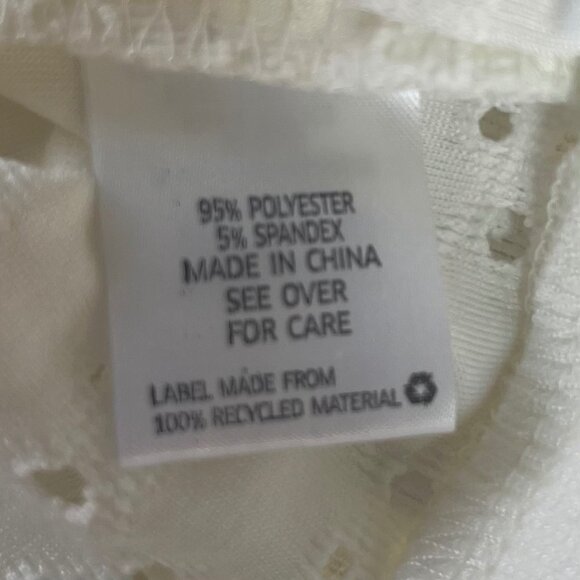 95% POLYESTER
5% SPANDEX
MADE IN CHINA
SEE OVER
FOR CARE
LABEL MADE FROM
100% RECYCLED MATERIAL